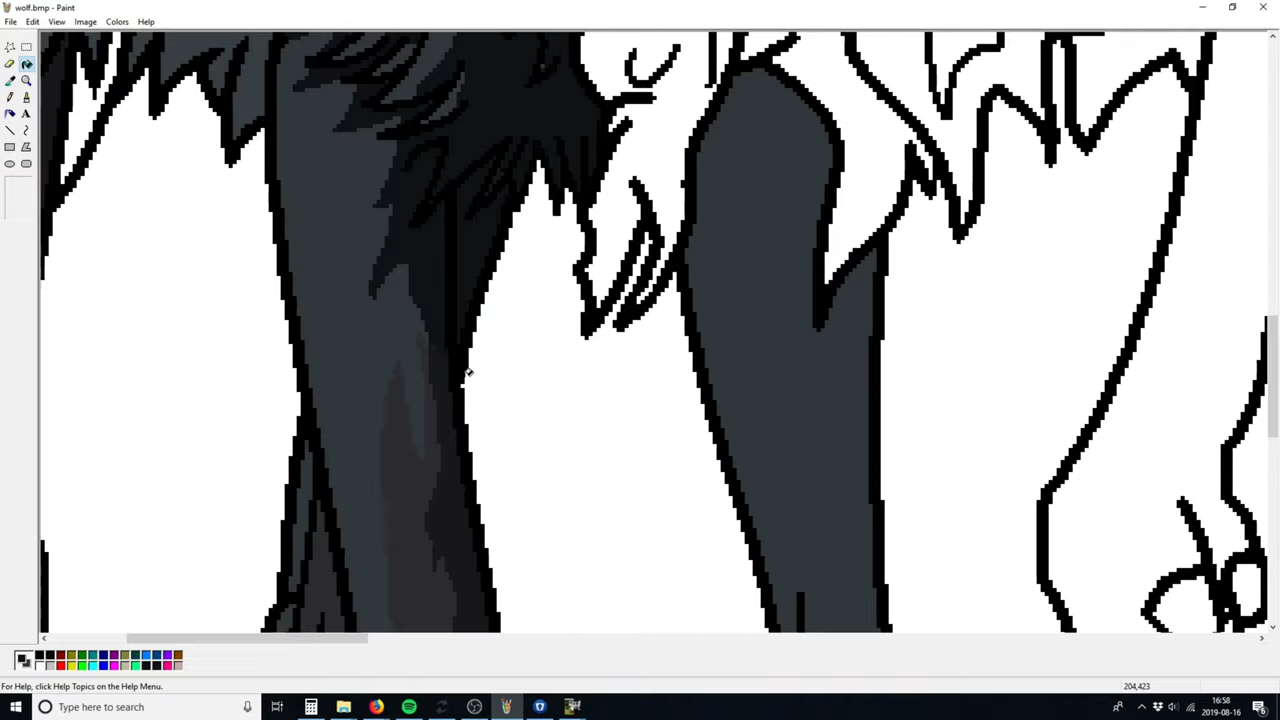 wolf.bmp - Paint
File Edit View Image Colors Help
A
For Help, click Help Topics on the Help Menu.
204,423
Type here to search
16:58
2019-08-16
6